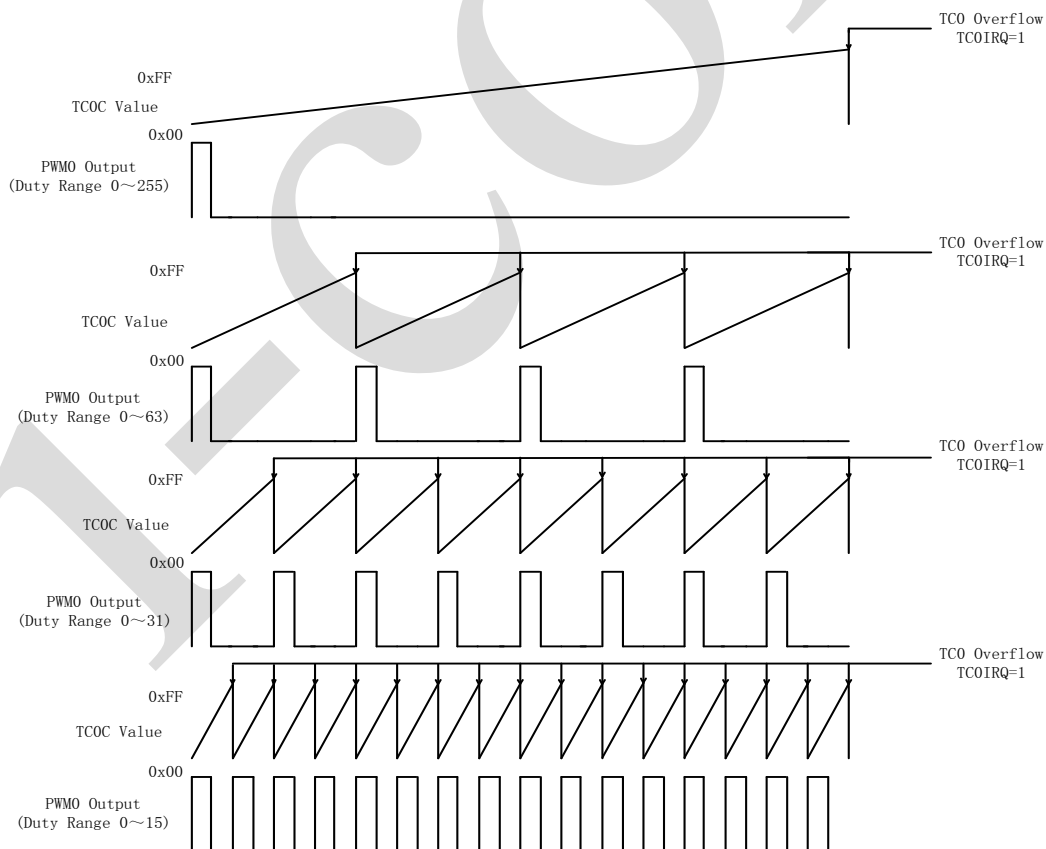 TC0 Overflow
TC0IRQ=1
0xFF
TC0C Value
0x00
PWM0 Output
(Duty Range 0～255)
TC0 Overflow
TC0IRQ=1
0xFF
TC0C Value
0x00
PWM0 Output
(Duty Range 0～63)
TC0 Overflow
TC0IRQ=1
0xFF
TC0C Value
0x00
PWM0 Output
(Duty Range 0～31)
TC0 Overflow
TC0IRQ=1
0xFF
TC0C Value
0x00
PWM0 Output
(Duty Range 0～15)